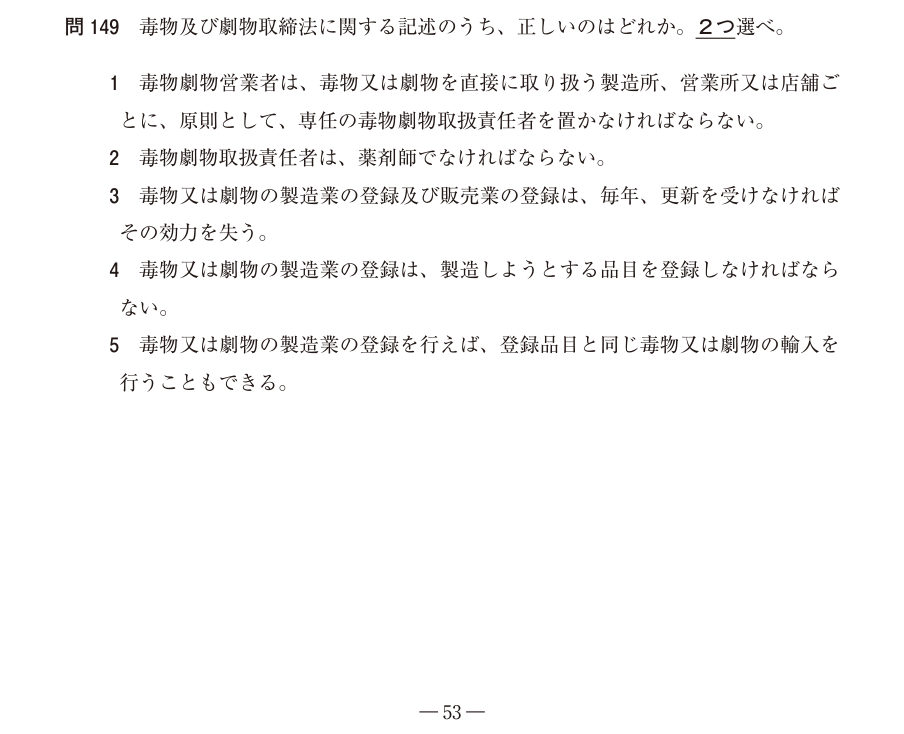 問 149　毒物及び劇物取締法に関する記述のうち、正しいのはどれか。２つ選べ。
1　毒物劇物営業者は、毒物又は劇物を直接に取り扱う製造所、営業所又は店舗ご
とに、原則として、専任の毒物劇物取扱責任者を置かなければならない。
2　毒物劇物取扱責任者は、薬剤師でなければならない。
3　毒物又は劇物の製造業の登録及び販売業の登録は、毎年、更新を受けなければ
その効力を失う。
4　毒物又は劇物の製造業の登録は、製造しようとする品目を登録しなければなら
ない。
5　毒物又は劇物の製造業の登録を行えば、登録品目と同じ毒物又は劇物の輸入を
行うこともできる。
― 53 ―